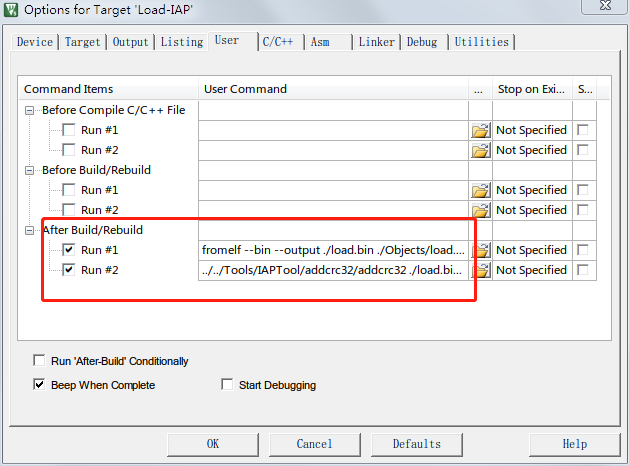 Options for Target 'Load-IAP'
Device Target Output Listing User C/C++ Asm Linker Debug Utilities
Command Items User Command ... Stop on Exi... S...
Before Compile C/C++ File
Run #1 Not Specified
Run #2 Not Specified
Before Build/Rebuild
Run #1 Not Specified
Run #2 Not Specified
After Build/Rebuild
Run #1 fromelf --bin --output ./load.bin ./Objects/load.... Not Specified
Run #2 ../../Tools/IAPTool/addcrc32/addcrc32 ./load.bi... Not Specified
Run 'After-Build' Conditionally
Beep When Complete Start Debugging
OK Cancel Defaults Help